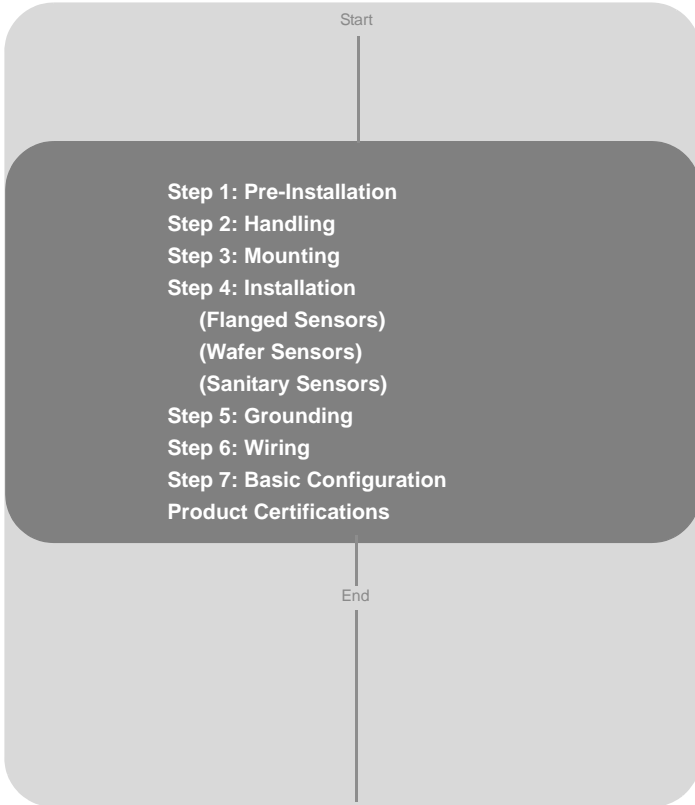 Start
Step 1: Pre-Installation
Step 2: Handling
Step 3: Mounting
Step 4: Installation
(Flanged Sensors)
(Wafer Sensors)
(Sanitary Sensors)
Step 5: Grounding
Step 6: Wiring
Step 7: Basic Configuration
Product Certifications
End